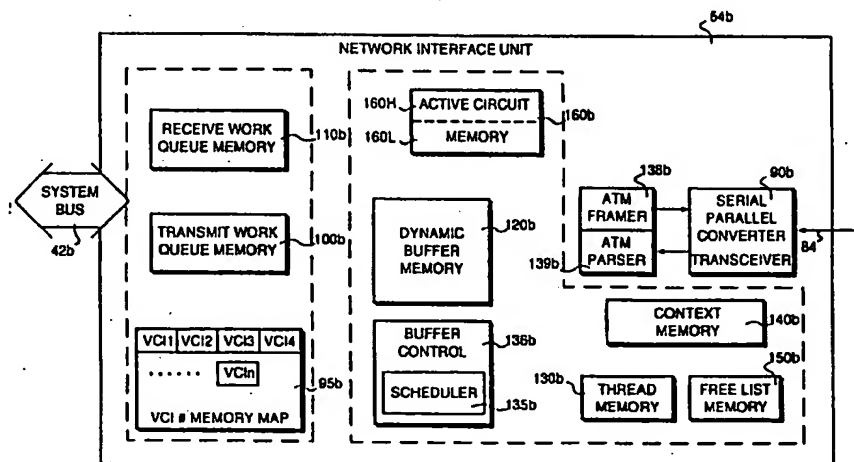 64b
NETWORK INTERFACE UNIT
RECEIVE WORK
QUEUE MEMORY
110b
TRANSMIT WORK
QUEUE MEMORY
100b
SYSTEM
BUS
42b
VCI1 VCI2 VCI3 VCI4
...... VCIn
VCI # MEMORY MAP
95b
160H
ACTIVE CIRCUIT
160L
MEMORY
160b
DYNAMIC
BUFFER
MEMORY
120b
BUFFER
CONTROL
136b
SCHEDULER
135b
138b
ATM
FRAMER
ATM
PARSER
139b
90b
SERIAL
PARALLEL
CONVERTER
TRANSCEIVER
84
CONTEXT
MEMORY
140b
130b
THREAD
MEMORY
150b
FREE LIST
MEMORY